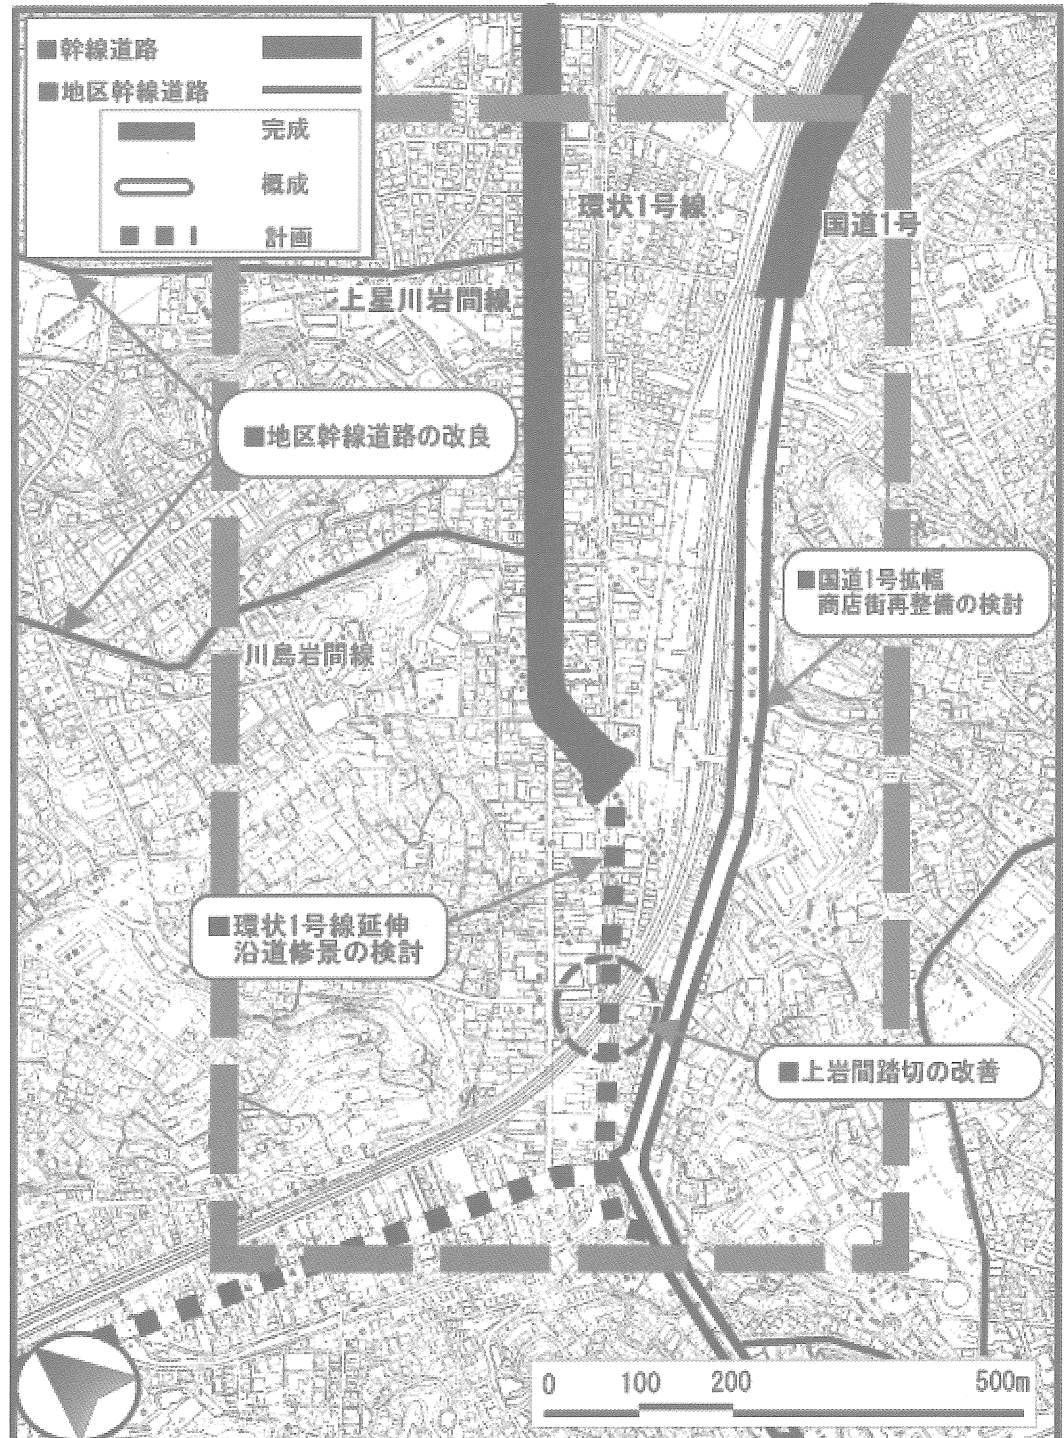 ■幹線道路
■地区幹線道路
完成
概成
計画
環状1号線
国道1号
上星川岩間線
■地区幹線道路の改良
■国道1号拡幅
商店街再整備の検討
川島岩間線
■環状1号線延伸
沿道修景の検討
■上岩間踏切の改善
0 100 200 500m